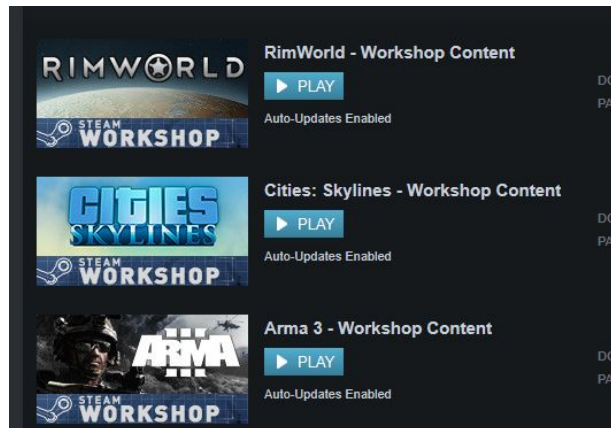 RIMWORLD
STEAM
WORKSHOP
RimWorld - Workshop Content
PLAY
Auto-Updates Enabled
CITIES
SKYLINES
STEAM
WORKSHOP
Cities: Skylines - Workshop Content
PLAY
Auto-Updates Enabled
ARMA
III
STEAM
WORKSHOP
Arma 3 - Workshop Content
PLAY
Auto-Updates Enabled